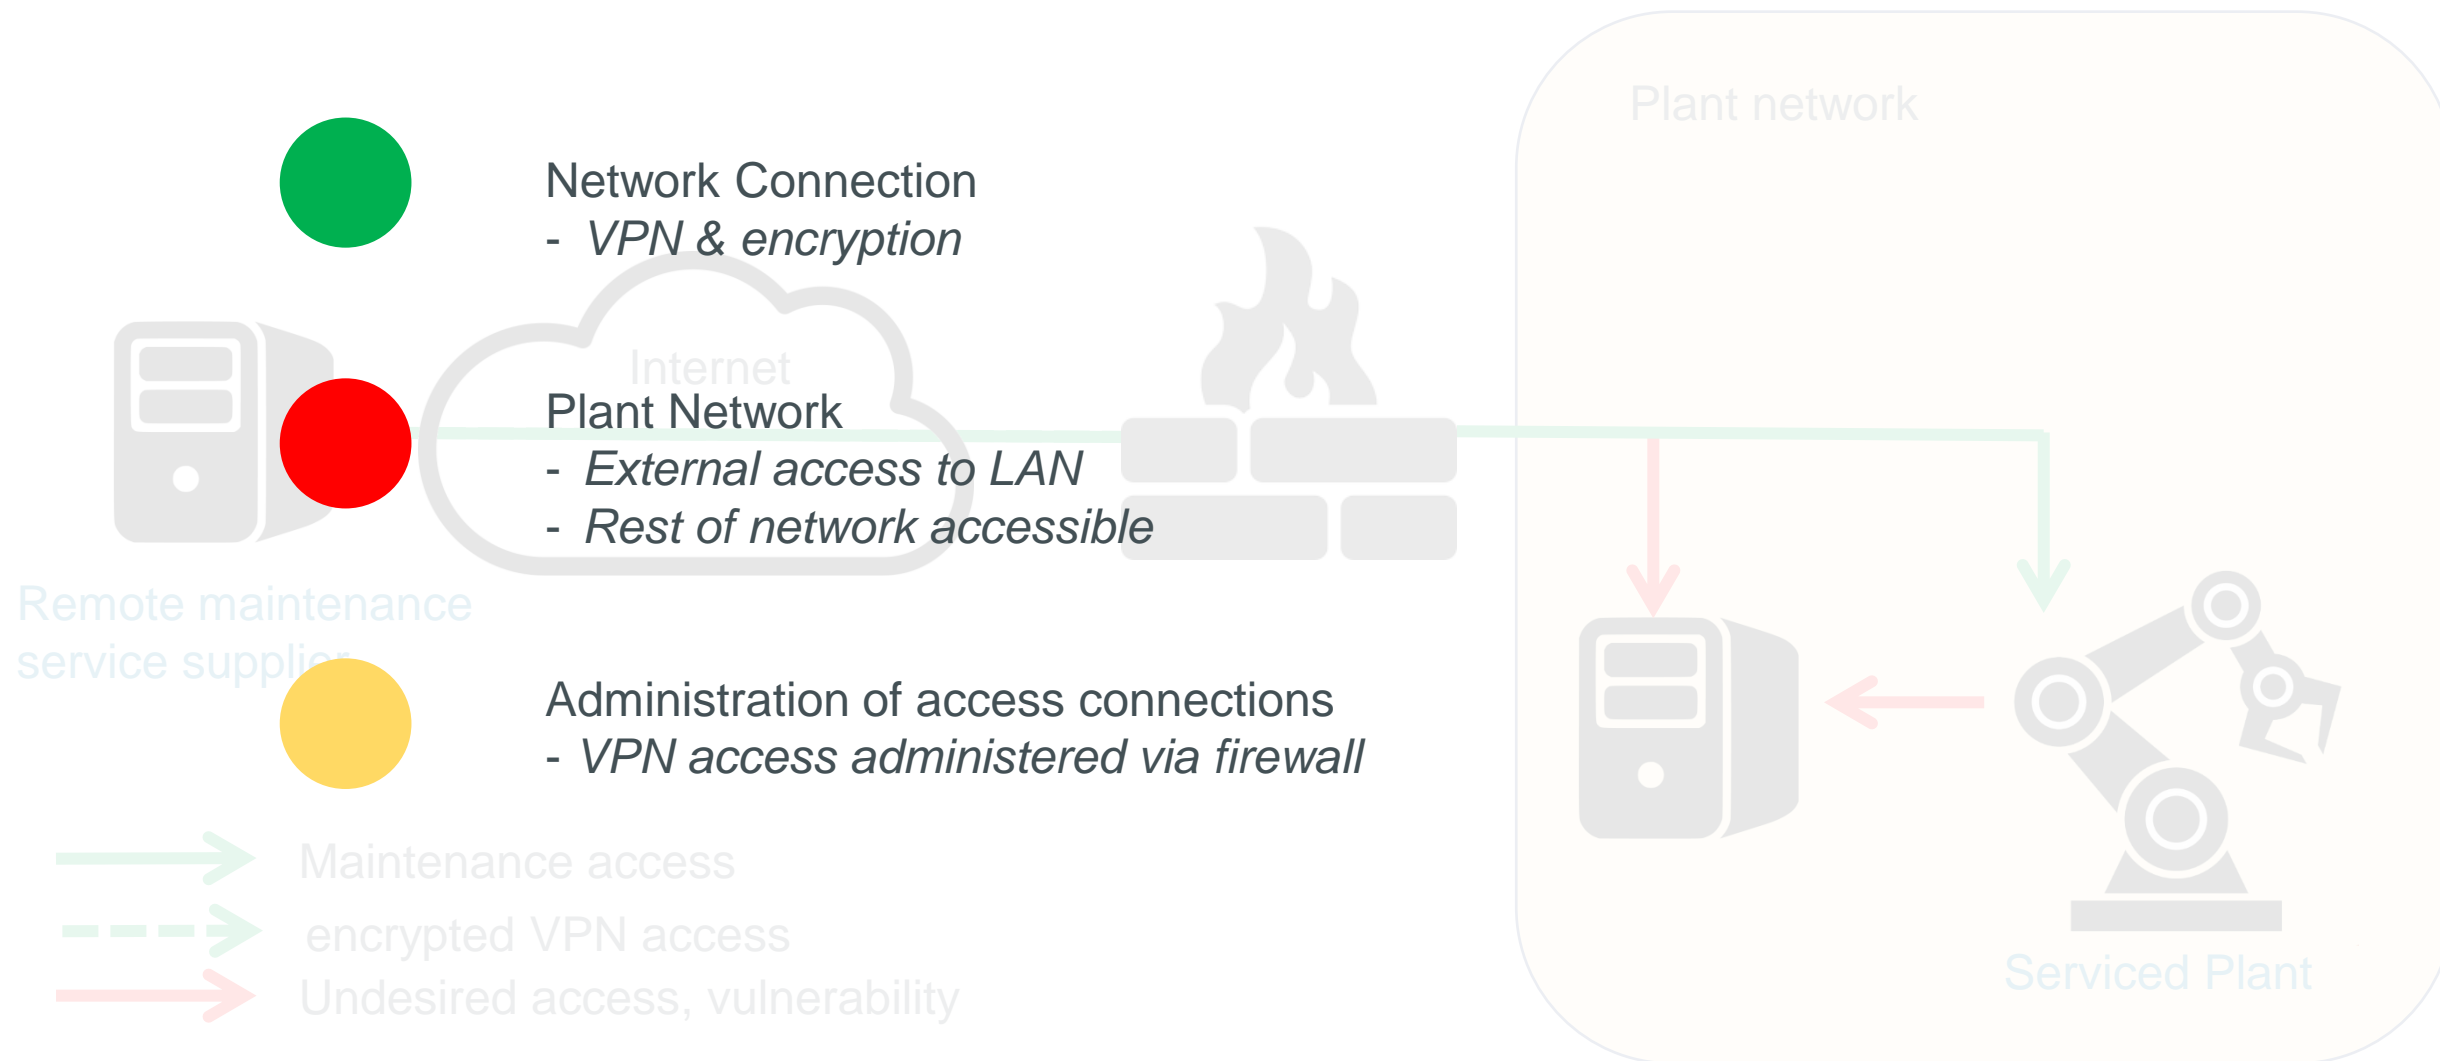 Plant network
Network Connection
- VPN & encryption
Internet
Plant Network
- External access to LAN
- Rest of network accessible
Remote maintenance
service supplier
Administration of access connections
- VPN access administered via firewall
Maintenance access
encrypted VPN access
Undesired access, vulnerability
Serviced Plant